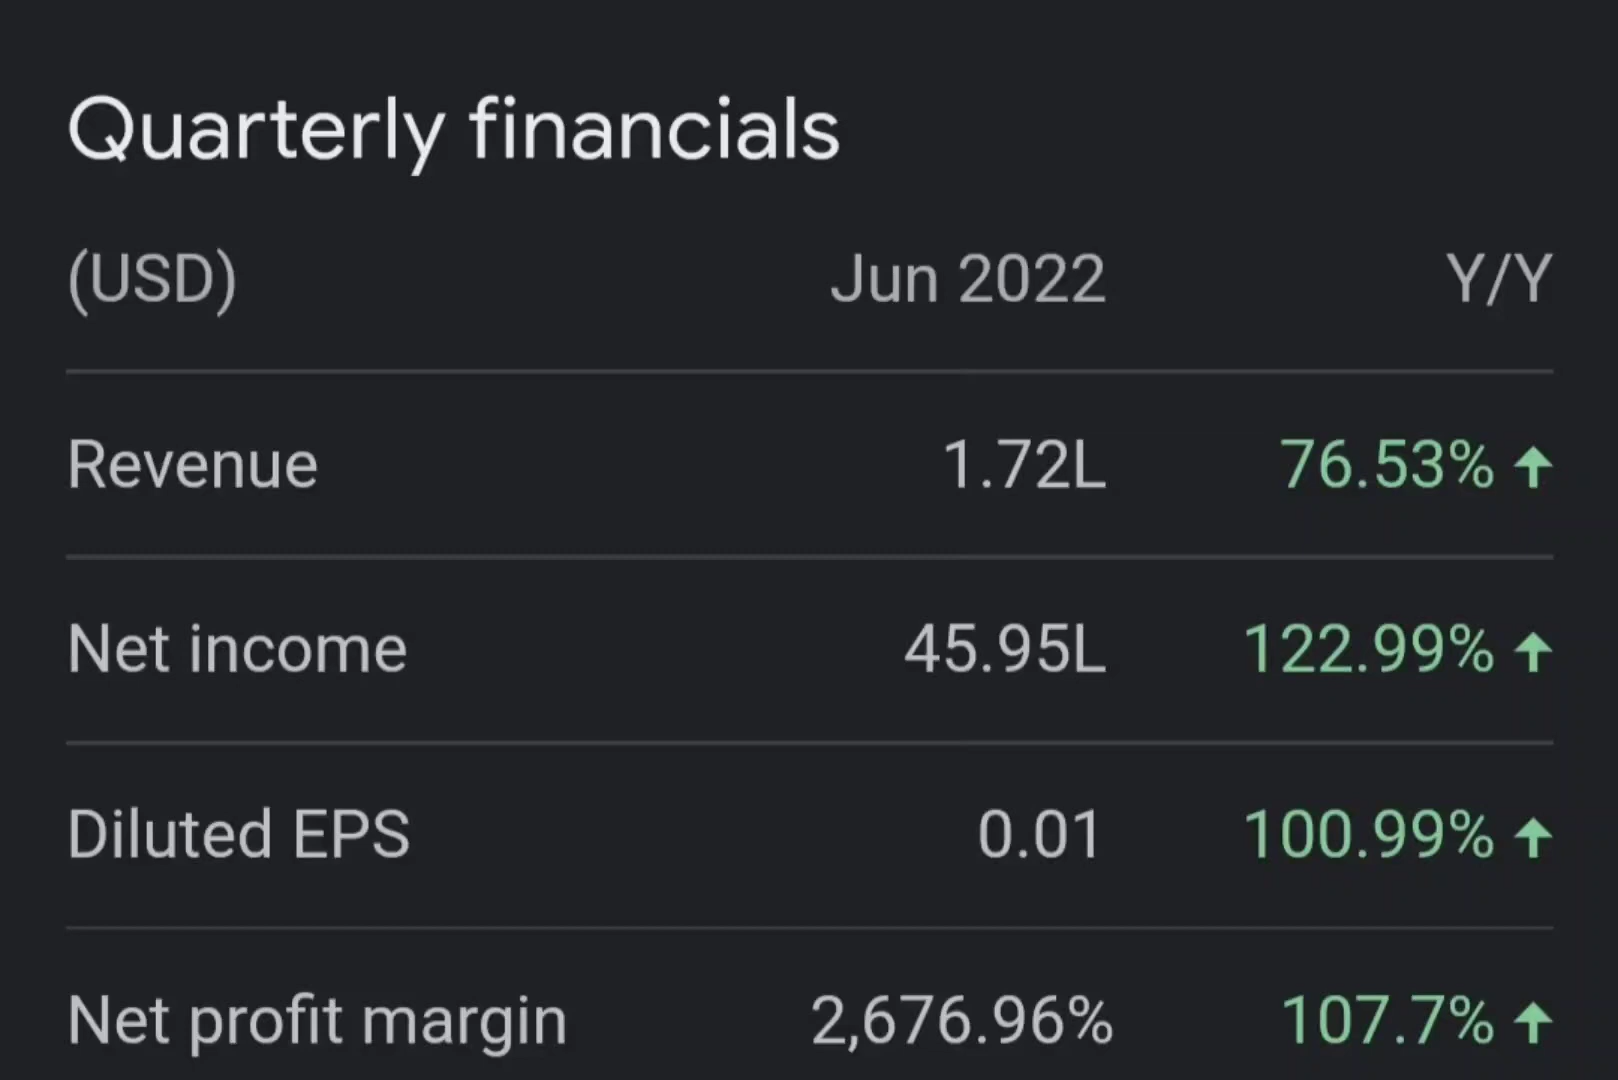 Quarterly financials
(USD) Jun 2022 Y/Y
Revenue 1.72L 76.53% ↑
Net income 45.95L 122.99% ↑
Diluted EPS 0.01 100.99% ↑
Net profit margin 2,676.96% 107.7% ↑